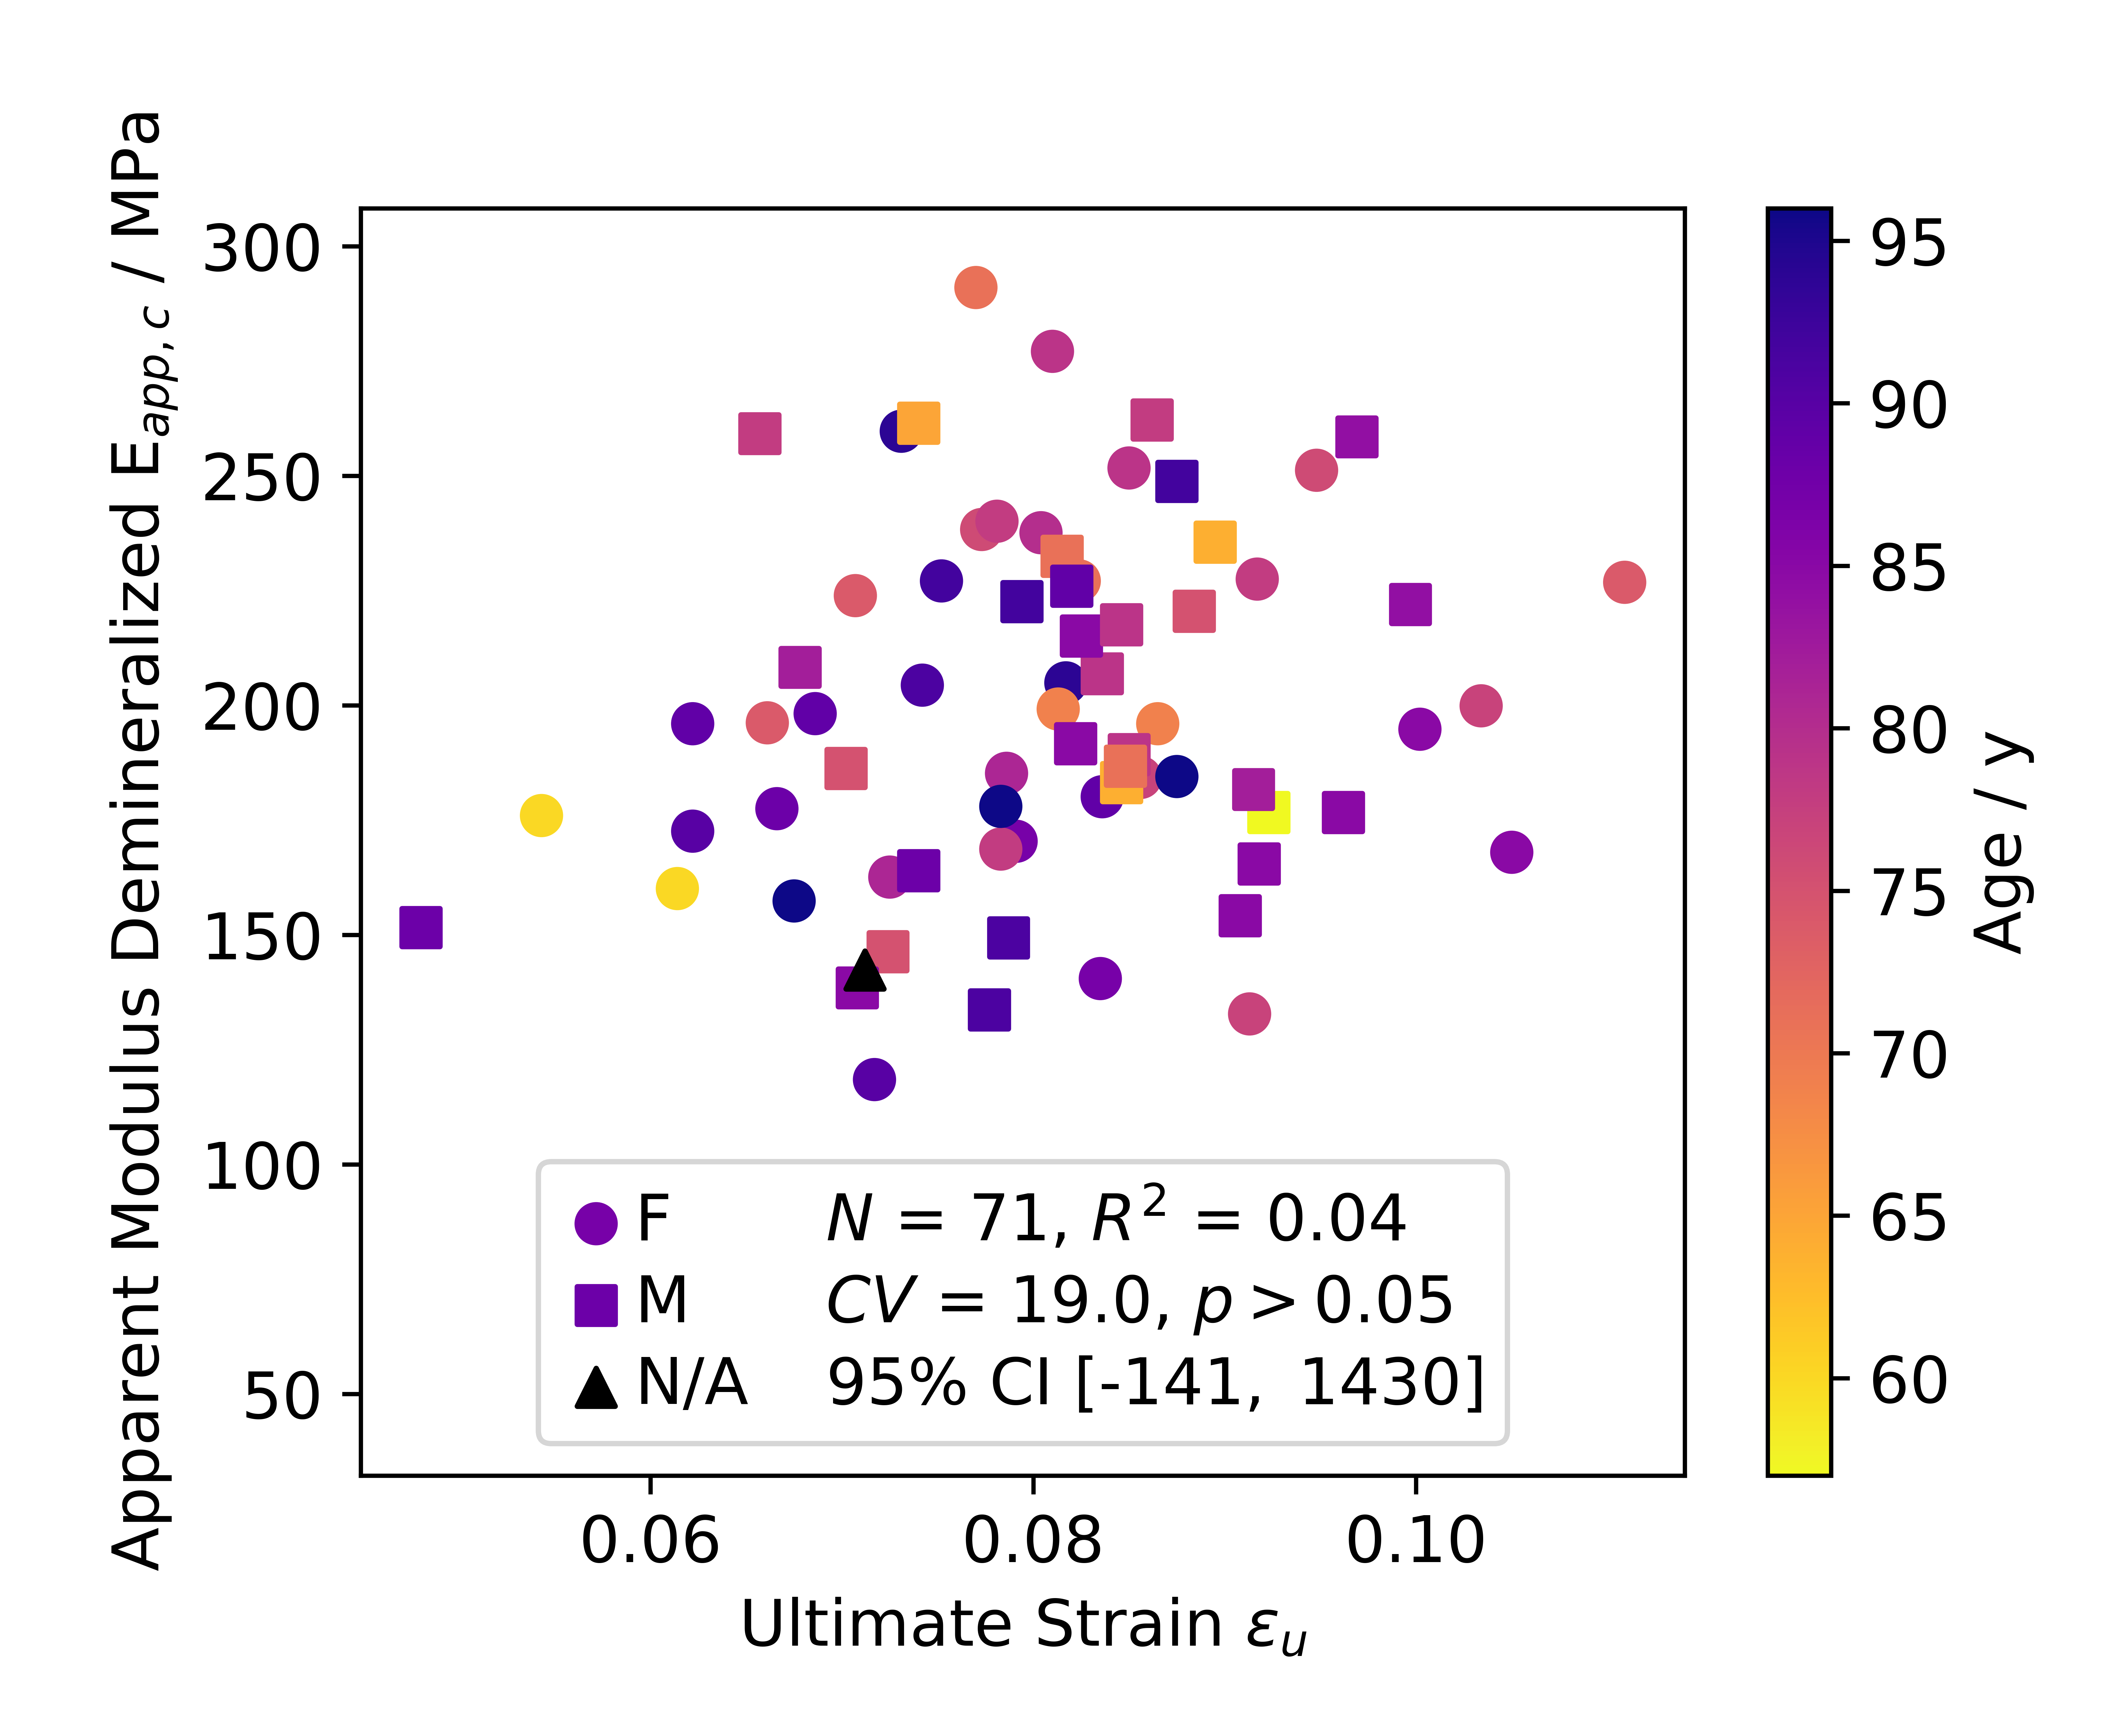 Apparent Modulus Demineralized E_{app, c} / MPa
300
250
200
150
100
50
F N = 71, R² = 0.04
M CV = 19.0, p > 0.05
N/A 95% CI [-141, 1430]
0.06 0.08 0.10
Ultimate Strain ε_u
95
90
85
80
75
70
65
60
Age / y